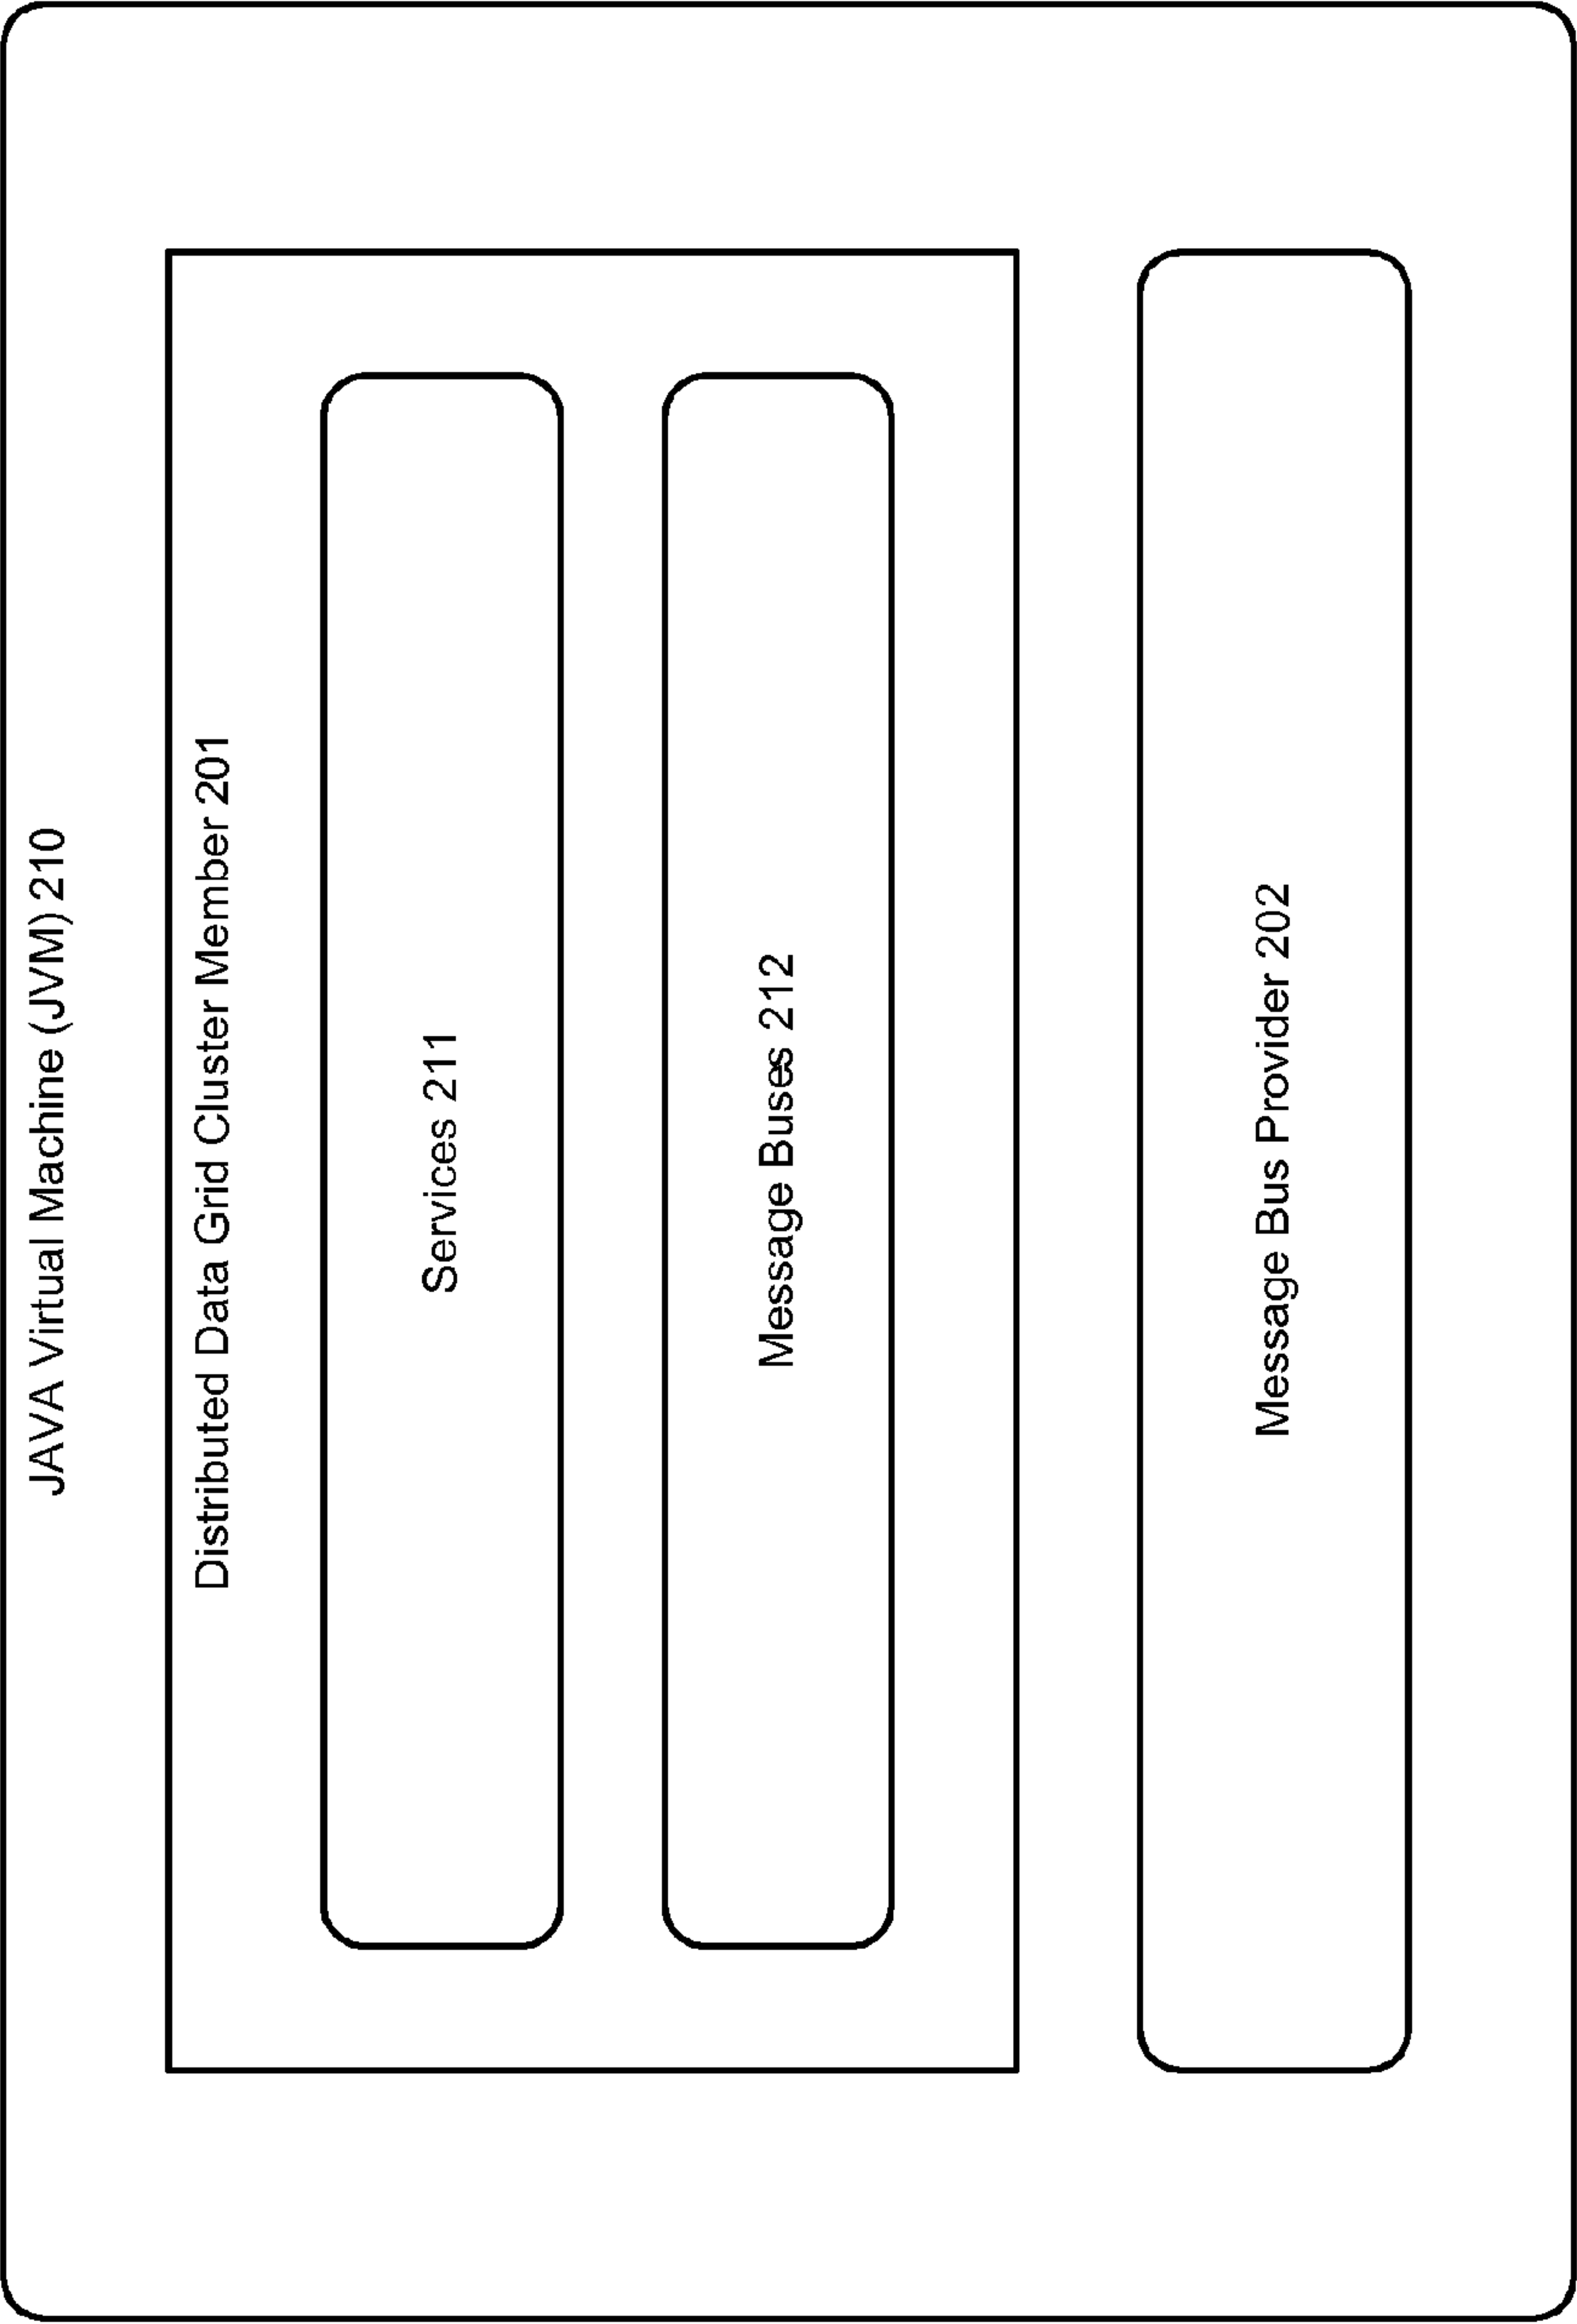 JAVA Virtual Machine (JVM) 210
Distributed Data Grid Cluster Member 201
Services 211
Message Buses 212
Message Bus Provider 202